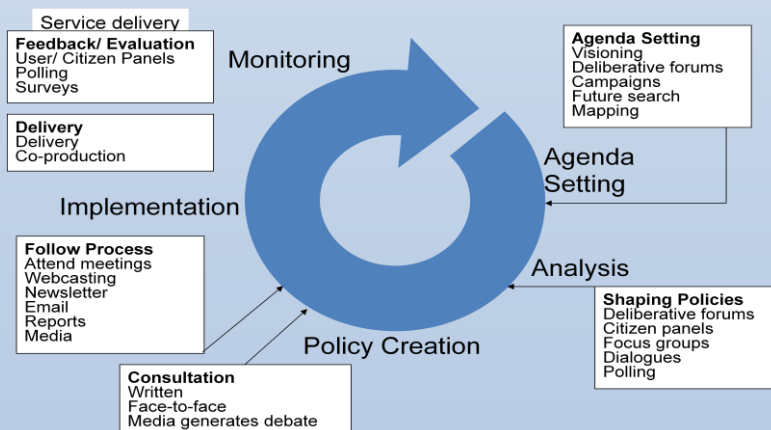 Service delivery
Feedback/ Evaluation
User/ Citizen Panels
Polling
Surveys
Delivery
Delivery
Co-production
Monitoring
Agenda Setting
Visioning
Deliberative forums
Campaigns
Future search
Mapping
Agenda
Setting
Implementation
Follow Process
Attend meetings
Webcasting
Newsletter
Email
Reports
Media
Analysis
Shaping Policies
Deliberative forums
Citizen panels
Focus groups
Dialogues
Polling
Policy Creation
Consultation
Written
Face-to-face
Media generates debate